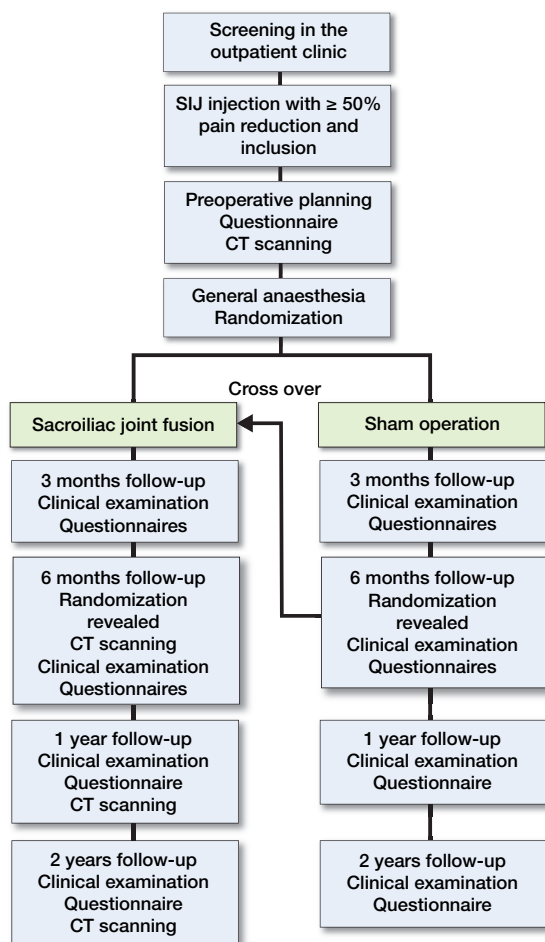 Screening in the
outpatient clinic
SIJ injection with ≥ 50%
pain reduction and
inclusion
Preoperative planning
Questionnaire
CT scanning
General anaesthesia
Randomization
Cross over
Sacroiliac joint fusion
3 months follow-up
Clinical examination
Questionnaires
6 months follow-up
Randomization
revealed
CT scanning
Clinical examination
Questionnaires
1 year follow-up
Clinical examination
Questionnaire
CT scanning
2 years follow-up
Clinical examination
Questionnaire
CT scanning
Sham operation
3 months follow-up
Clinical examination
Questionnaires
6 months follow-up
Randomization
revealed
Clinical examination
Questionnaires
1 year follow-up
Clinical examination
Questionnaire
2 years follow-up
Clinical examination
Questionnaire